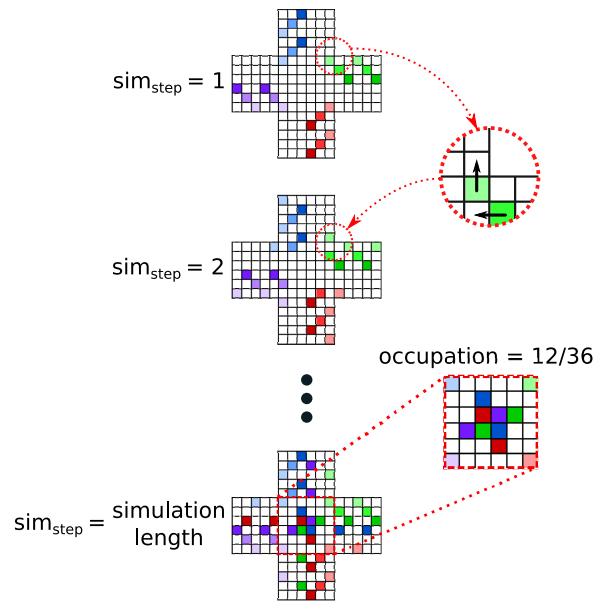 sim_step = 1
sim_step = 2
occupation = 12/36
sim_step = simulation
length